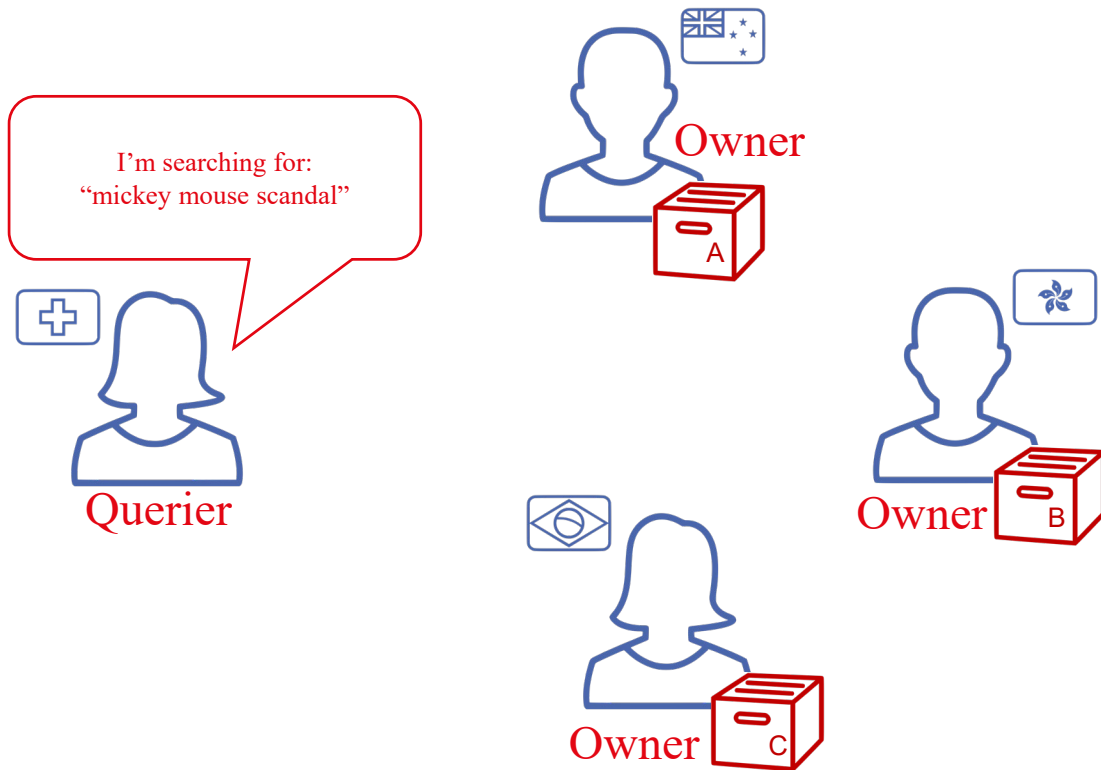 I’m searching for:
“mickey mouse scandal”
Querier
Owner
A
Owner
B
Owner
C